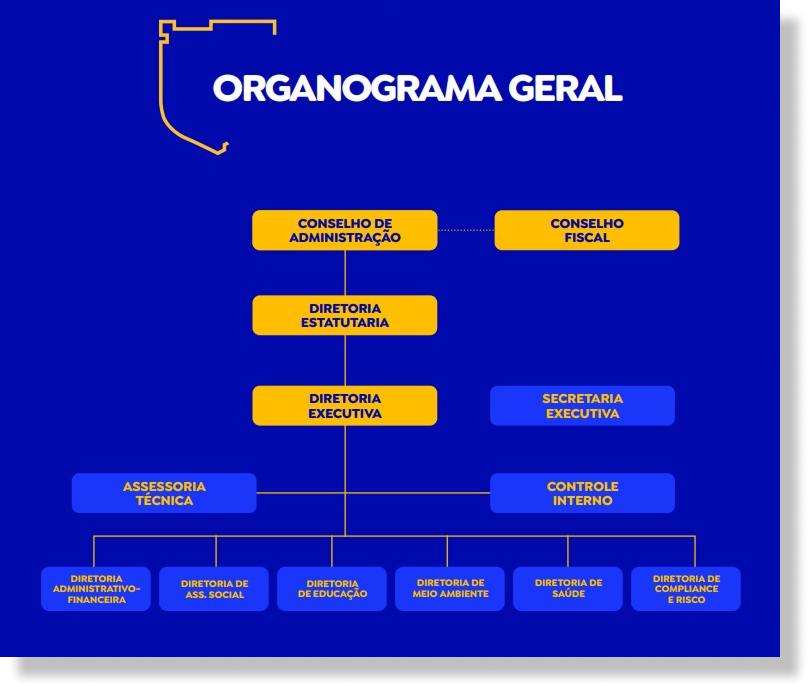 ORGANOGRAMA GERAL
CONSELHO DE
ADMINISTRAÇÃO
CONSELHO
FISCAL
DIRETORIA
ESTATUTARIA
DIRETORIA
EXECUTIVA
SECRETARIA
EXECUTIVA
ASSESSORIA
TÉCNICA
CONTROLE
INTERNO
DIRETORIA
ADMINISTRATIVO-
FINANCEIRA
DIRETORIA DE
ASS. SOCIAL
DIRETORIA
DE EDUCAÇÃO
DIRETORIA DE
MEIO AMBIENTE
DIRETORIA DE
SAÚDE
DIRETORIA DE
COMPLIANCE
E RISCO